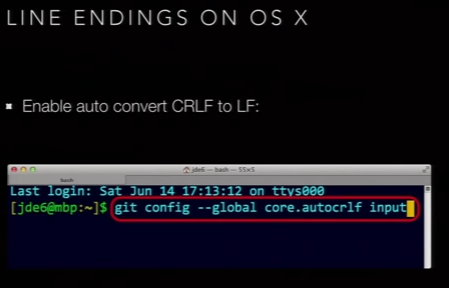 LINE ENDINGS ON OS X
Enable auto convert CRLF to LF:
jde6 — bash — 55×5
bash
Last login: Sat Jun 14 17:13:12 on ttys000
[jde6@mbp:~]$ git config --global core.autocrlf input